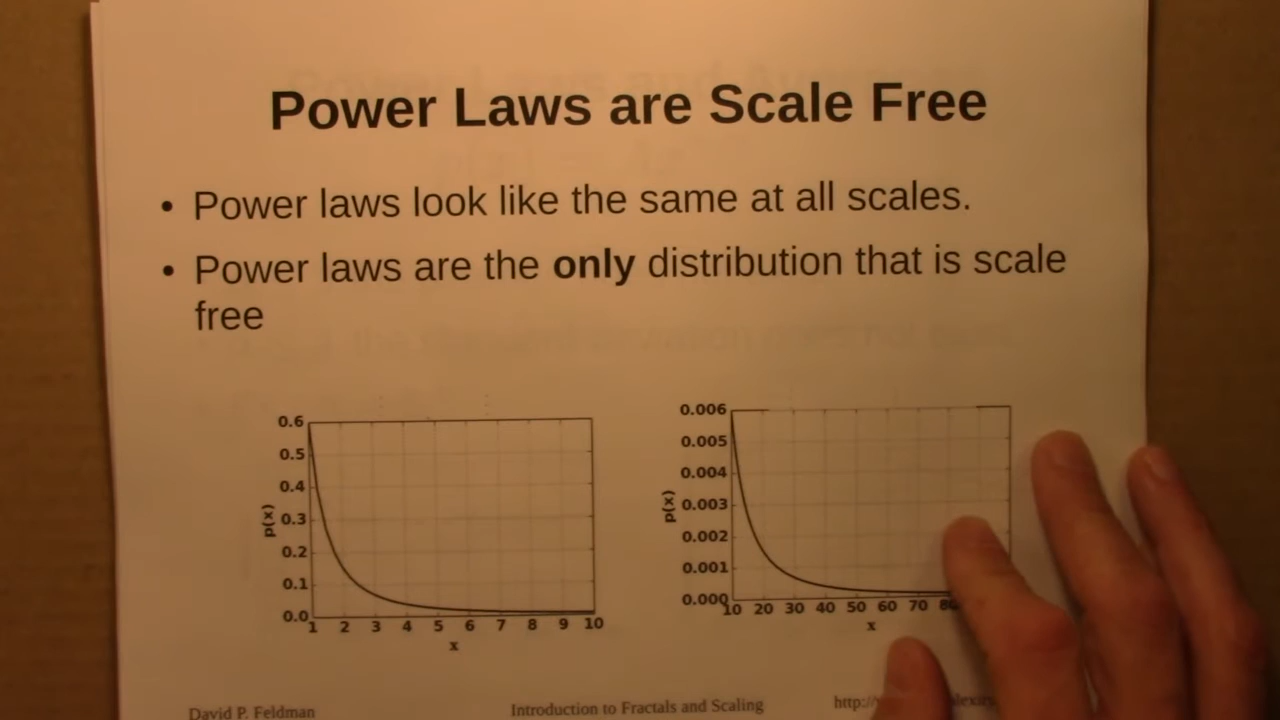 Power Laws are Scale Free
• Power laws look like the same at all scales.
• Power laws are the only distribution that is scale
free
0.6
0.5
0.4
0.3
0.2
0.1
0.0
p(x)
1 2 3 4 5 6 7 8 9 10
x
0.006
0.005
0.004
0.003
0.002
0.001
0.000
p(x)
10 20 30 40 50 60 70
x
David P. Feldman
Introduction to Fractals and Scaling
http://